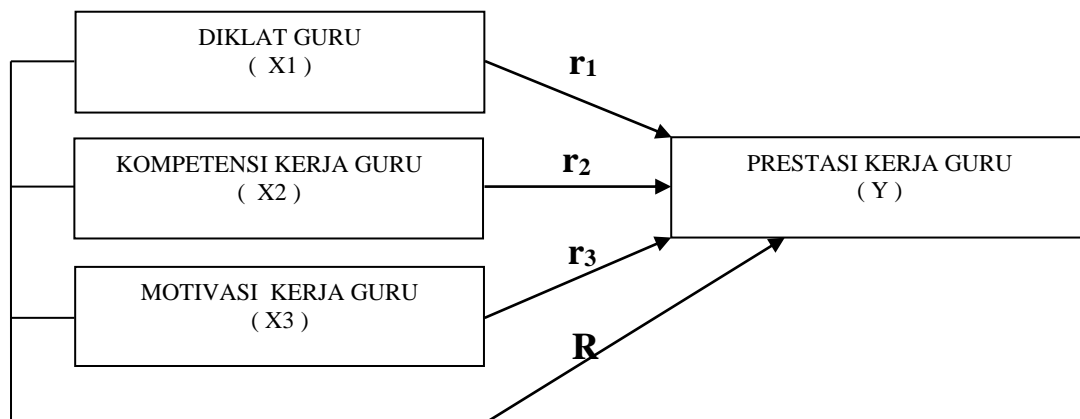 DIKLAT GURU
( X1 )
r1
KOMPETENSI KERJA GURU
( X2 )
r2
PRESTASI KERJA GURU
( Y )
r3
MOTIVASI KERJA GURU
( X3 )
R